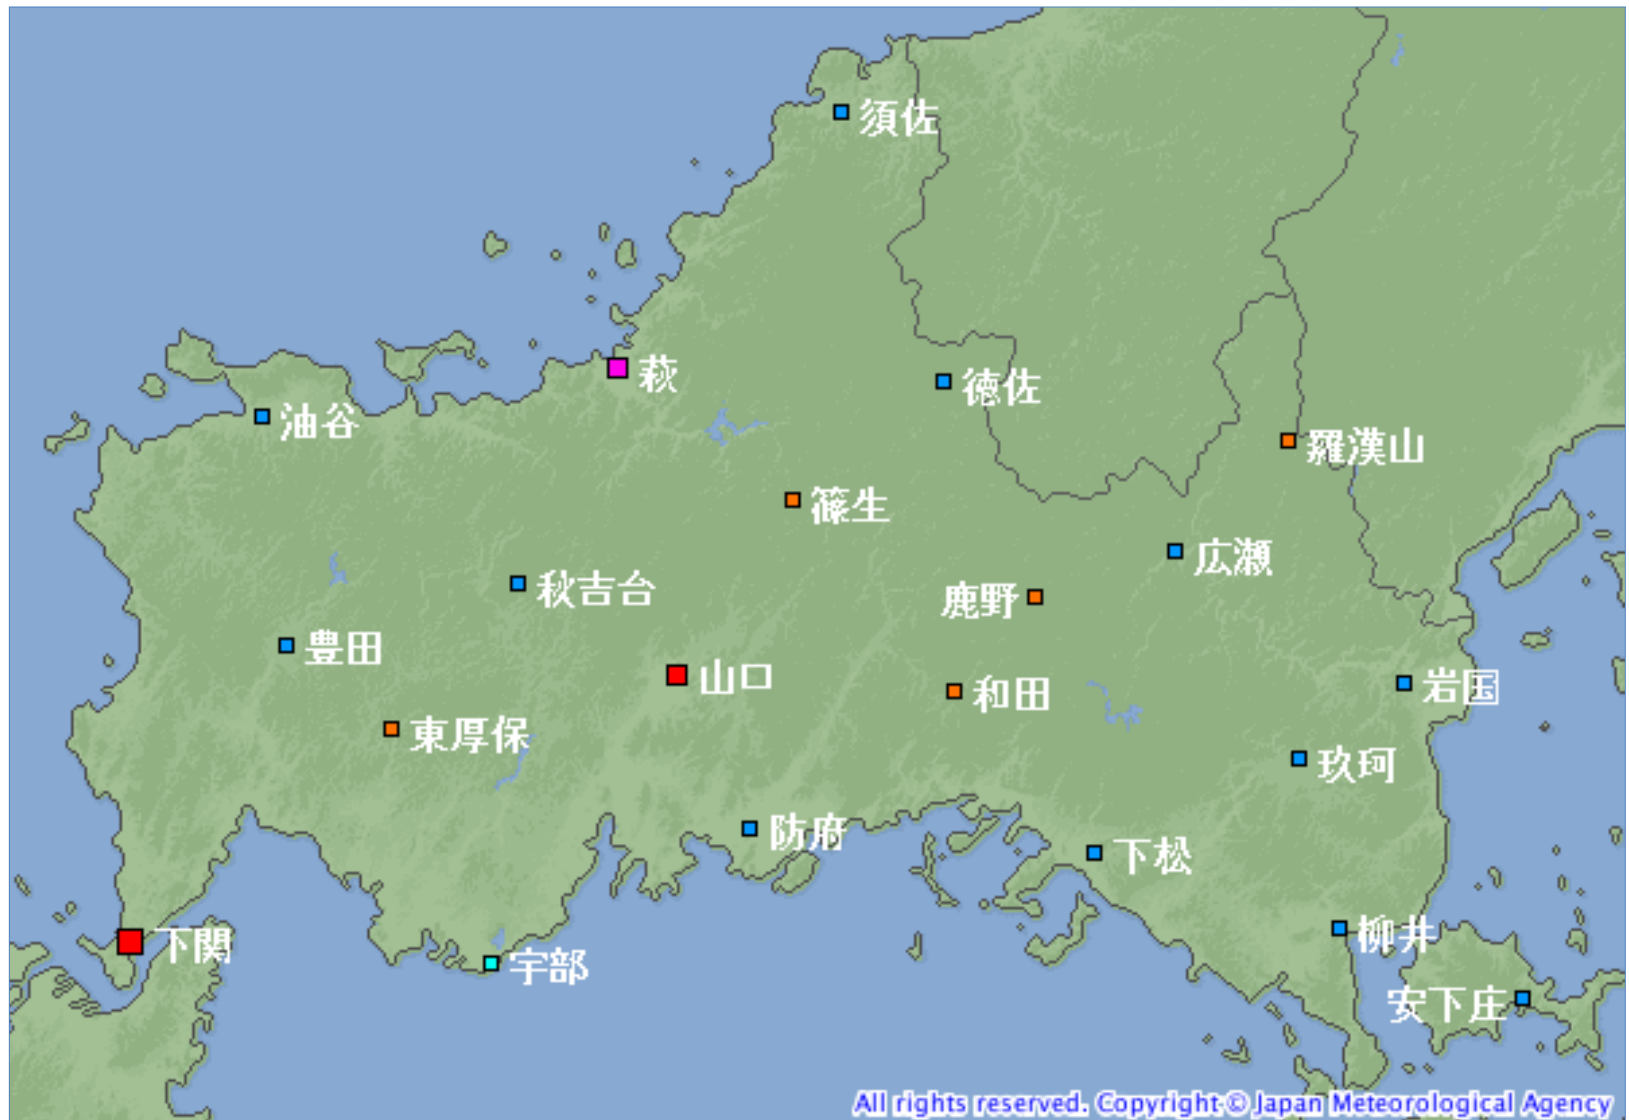 須佐
萩
徳佐
油谷
羅漢山
篠生
広瀬
秋吉台
鹿野
豊田
山口
和田
岩国
東厚保
玖珂
防府
下松
柳井
下関
宇部
安下庄
All rights reserved. Copyright © Japan Meteorological Agency